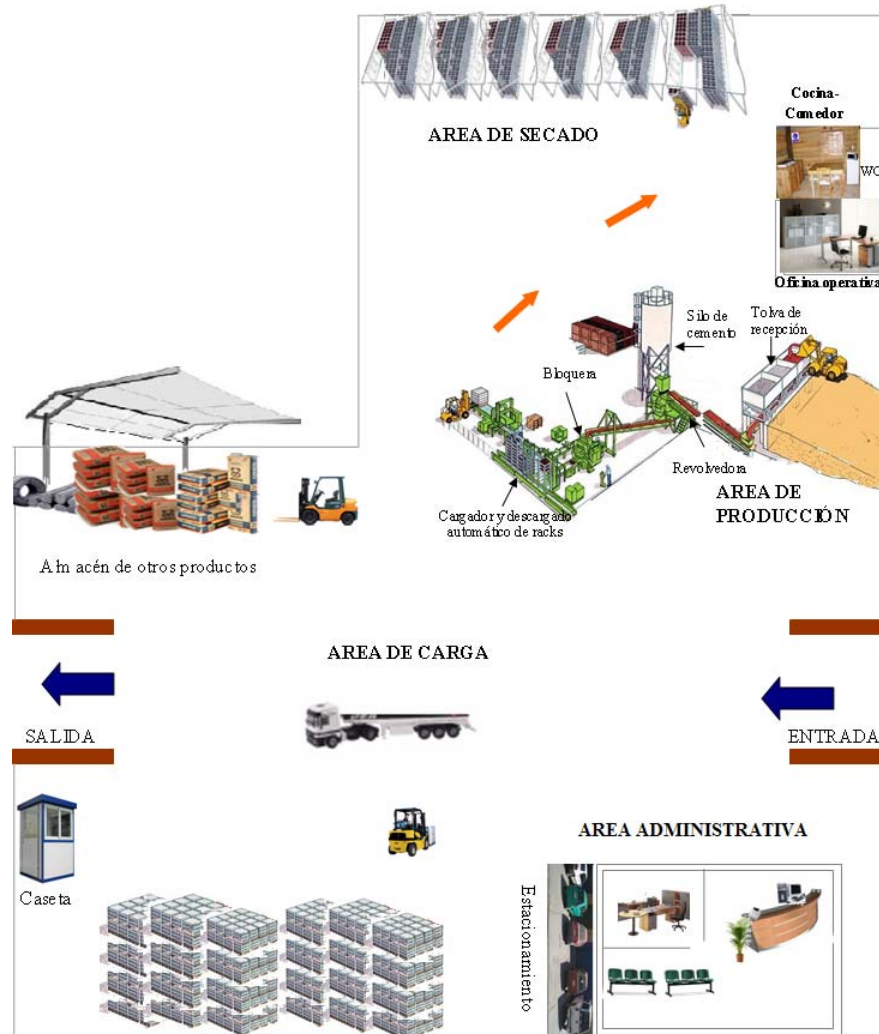 Cocina-
Comedor
AREA DE SECADO
WC
Oficina operativa
Silo de
cemento
Tolva de
recepción
Bloquera
Revolvedora
AREA DE
PRODUCCIÓN
Cargador y descargado
automático de racks
Almacén de otros productos
AREA DE CARGA
SALIDA
ENTRADA
AREA ADMINISTRATIVA
Caseta
Estacionamiento